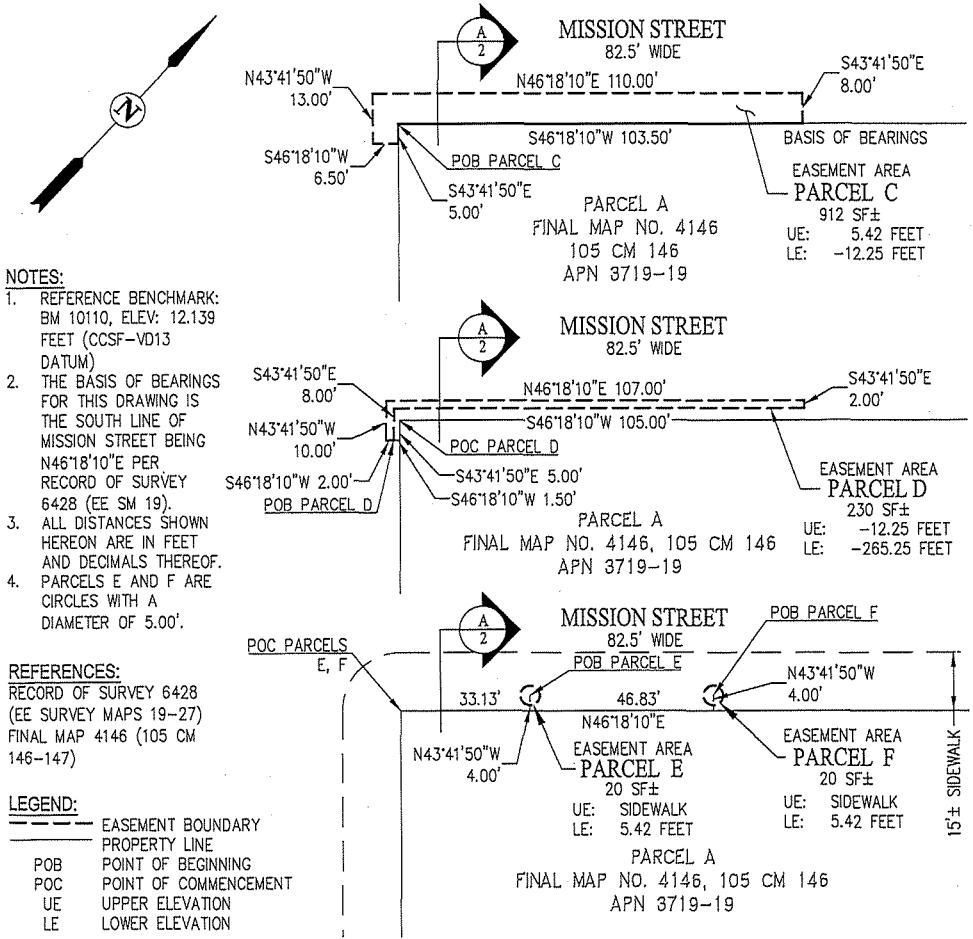 N
A
2
MISSION STREET
82.5' WIDE
N43°41'50"W
13.00'
N46°18'10"E 110.00'
S43°41'50"E
8.00'
S46°18'10"W 103.50'
BASIS OF BEARINGS
S46°18'10"W
6.50'
POB PARCEL C
S43°41'50"E
5.00'
EASEMENT AREA
PARCEL C
912 SF±
UE: 5.42 FEET
LE: -12.25 FEET
PARCEL A
FINAL MAP NO. 4146
105 CM 146
APN 3719-19
NOTES:
1. REFERENCE BENCHMARK:
BM 10110, ELEV: 12.139
FEET (CCSF-VD13
DATUM)
2. THE BASIS OF BEARINGS
FOR THIS DRAWING IS
THE SOUTH LINE OF
MISSION STREET BEING
N46°18'10"E PER
RECORD OF SURVEY
6428 (EE SM 19).
3. ALL DISTANCES SHOWN
HEREON ARE IN FEET
AND DECIMALS THEREOF.
4. PARCELS E AND F ARE
CIRCLES WITH A
DIAMETER OF 5.00'.
REFERENCES:
RECORD OF SURVEY 6428
(EE SURVEY MAPS 19-27)
FINAL MAP 4146 (105 CM
146-147)
LEGEND:
EASEMENT BOUNDARY
PROPERTY LINE
POB POINT OF BEGINNING
POC POINT OF COMMENCEMENT
UE UPPER ELEVATION
LE LOWER ELEVATION
A
2
MISSION STREET
82.5' WIDE
S43°41'50"E
8.00'
N46°18'10"E 107.00'
S43°41'50"E
2.00'
N43°41'50"W
10.00'
S46°18'10"W 105.00'
POC PARCEL D
S46°18'10"W 2.00'
S43°41'50"E 5.00'
S46°18'10"W 1.50'
POB PARCEL D
EASEMENT AREA
PARCEL D
230 SF±
UE: -12.25 FEET
LE: -265.25 FEET
PARCEL A
FINAL MAP NO. 4146, 105 CM 146
APN 3719-19
A
2
MISSION STREET
82.5' WIDE
POB PARCEL F
POC PARCELS
E, F
POB PARCEL E
N43°41'50"W
4.00'
33.13'
46.83'
N46°18'10"E
N43°41'50"W
4.00'
EASEMENT AREA
PARCEL E
20 SF±
UE: SIDEWALK
LE: 5.42 FEET
EASEMENT AREA
PARCEL F
20 SF±
UE: SIDEWALK
LE: 5.42 FEET
15'± SIDEWALK
PARCEL A
FINAL MAP NO. 4146, 105 CM 146
APN 3719-19